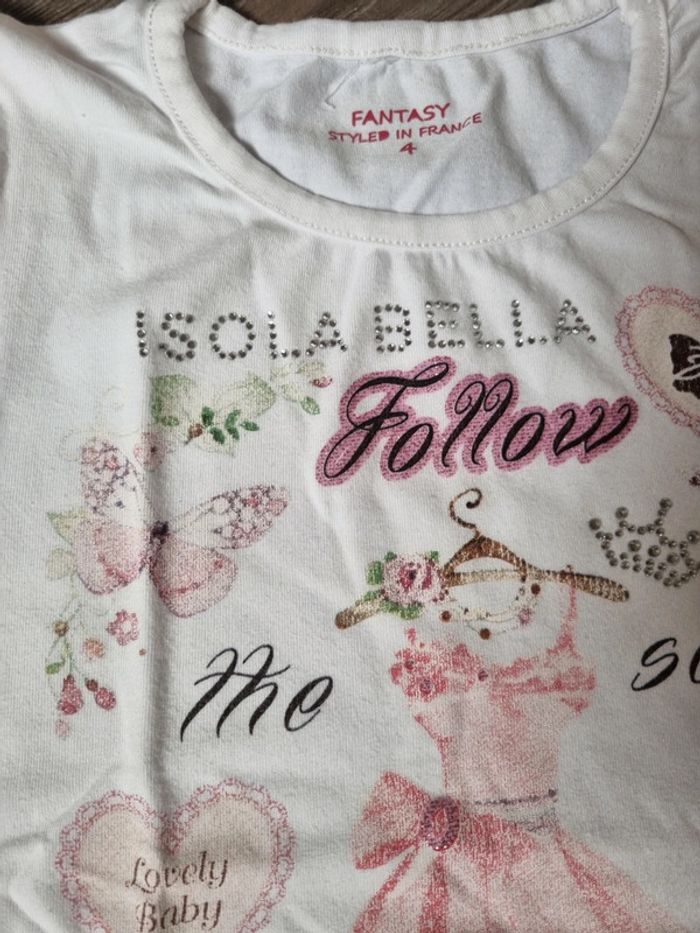 FANTASY
STYLED IN FRANCE
4
ISOLA BELLA
Follow
the
Lovely
Baby